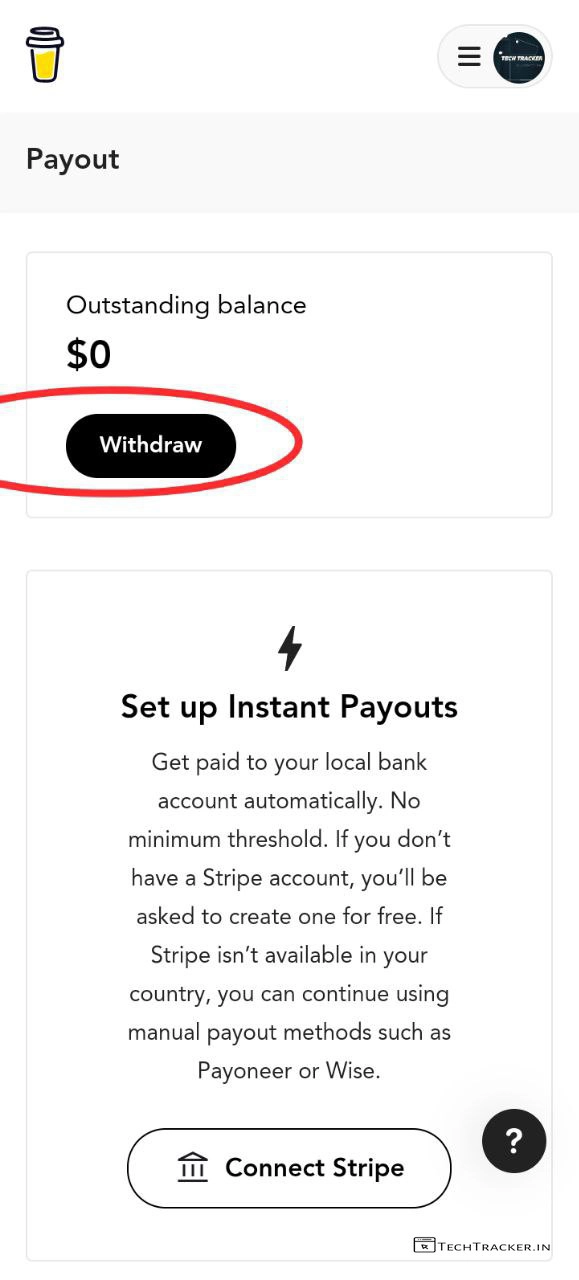 TECH TRACKER
Payout
Outstanding balance
$0
Withdraw
Set up Instant Payouts
Get paid to your local bank
account automatically. No
minimum threshold. If you don’t
have a Stripe account, you’ll be
asked to create one for free. If
Stripe isn’t available in your
country, you can continue using
manual payout methods such as
Payoneer or Wise.
?
Connect Stripe
TECHTRACKER.IN